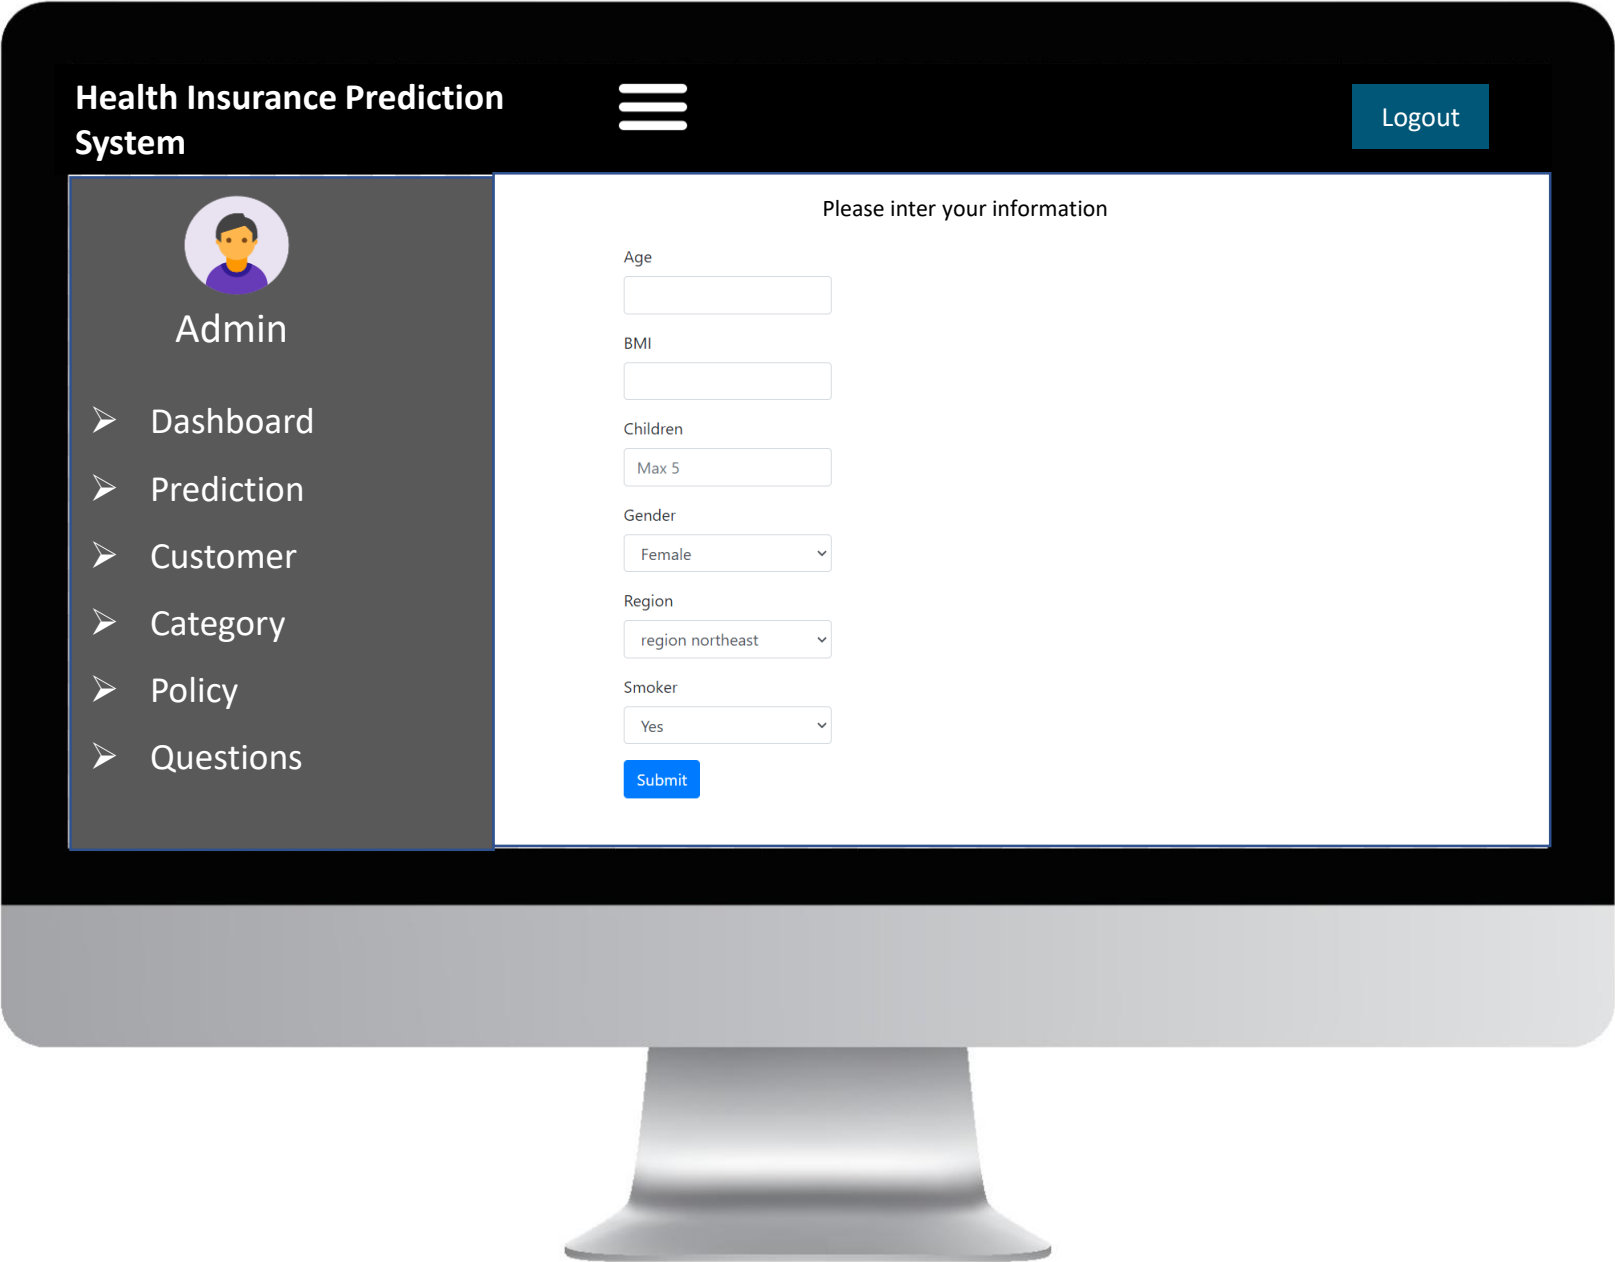 Health Insurance Prediction
System
Logout
Admin
Dashboard
Prediction
Customer
Category
Policy
Questions
Please inter your information
Age
BMI
Children
Max 5
Gender
Female
Region
region northeast
Smoker
Yes
Submit